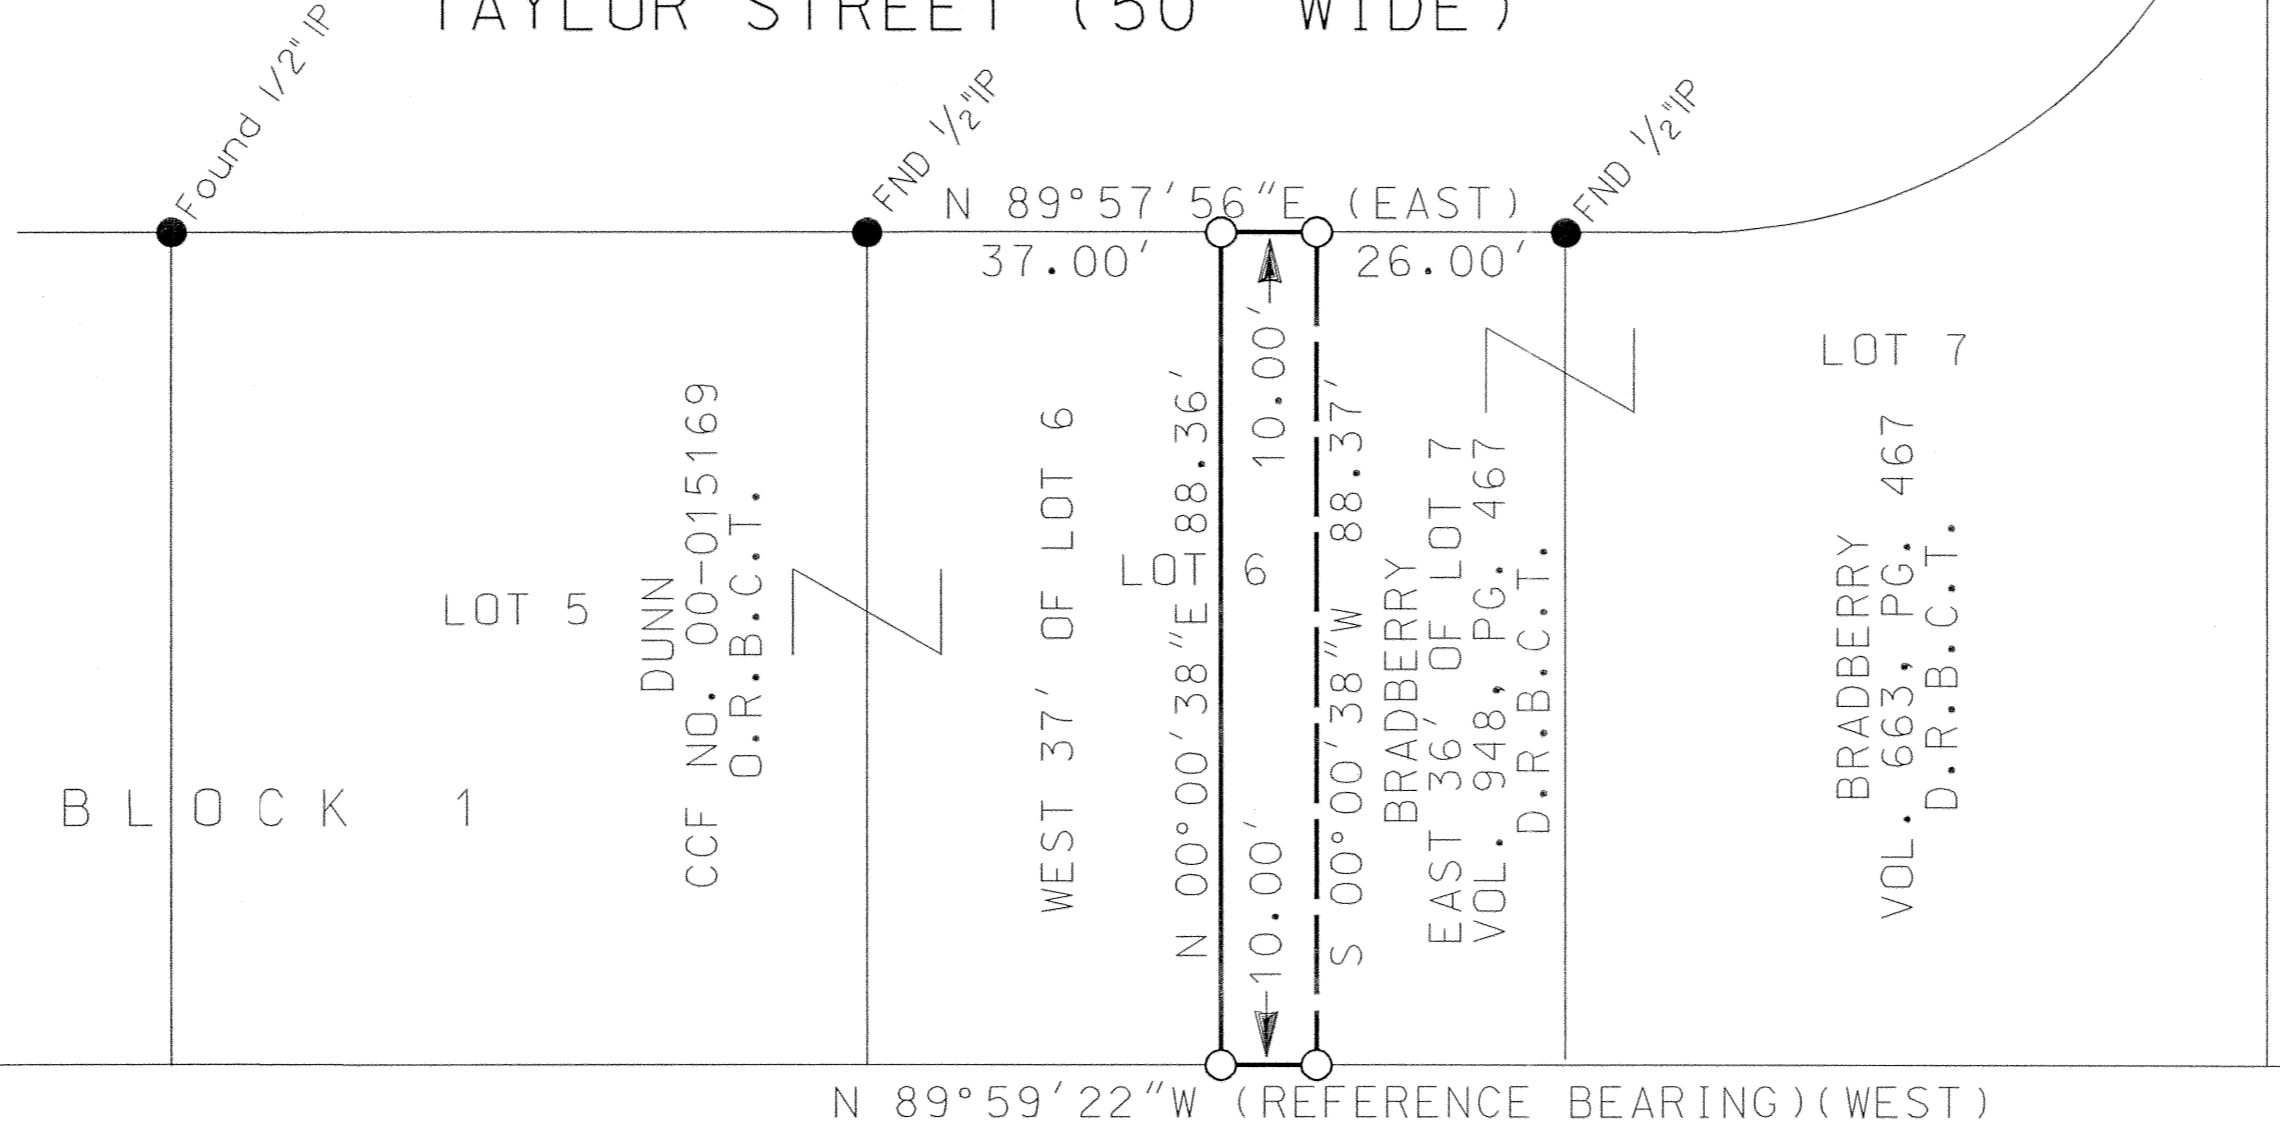 TAYLOR STREET (50' WIDE)
Found 1/2" IP
FND 1/2"IP
FND 1/2"IP
N 89°57'56"E (EAST)
37.00'
26.00'
10.00'
LOT 7
LOT 5
LOT 6
BLOCK 1
DUNN
CCF NO. 00-015169
O.R.B.C.T.
WEST 37' OF LOT 6
N 00°00'38"E 88.36'
10.00'
S 00°00'38"W 88.37'
BRADBERRY
EAST 36' OF LOT 7
VOL. 948, PG. 467
D.R.B.C.T.
BRADBERRY
VOL. 663, PG. 467
D.R.B.C.T.
N 89°59'22"W (REFERENCE BEARING)(WEST)